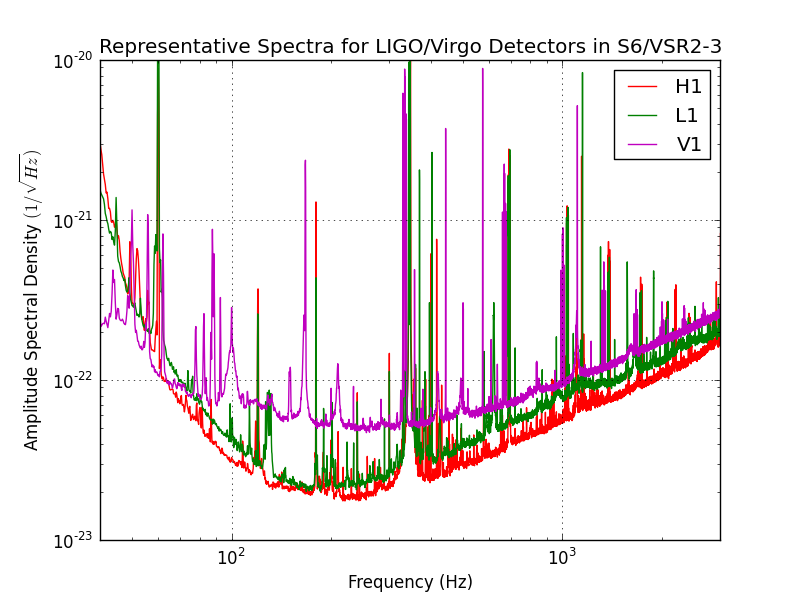 Representative Spectra for LIGO/Virgo Detectors in S6/VSR2-3
10^-20
10^-21
10^-22
10^-23
Amplitude Spectral Density (1/√Hz)
H1
L1
V1
10^2
10^3
Frequency (Hz)